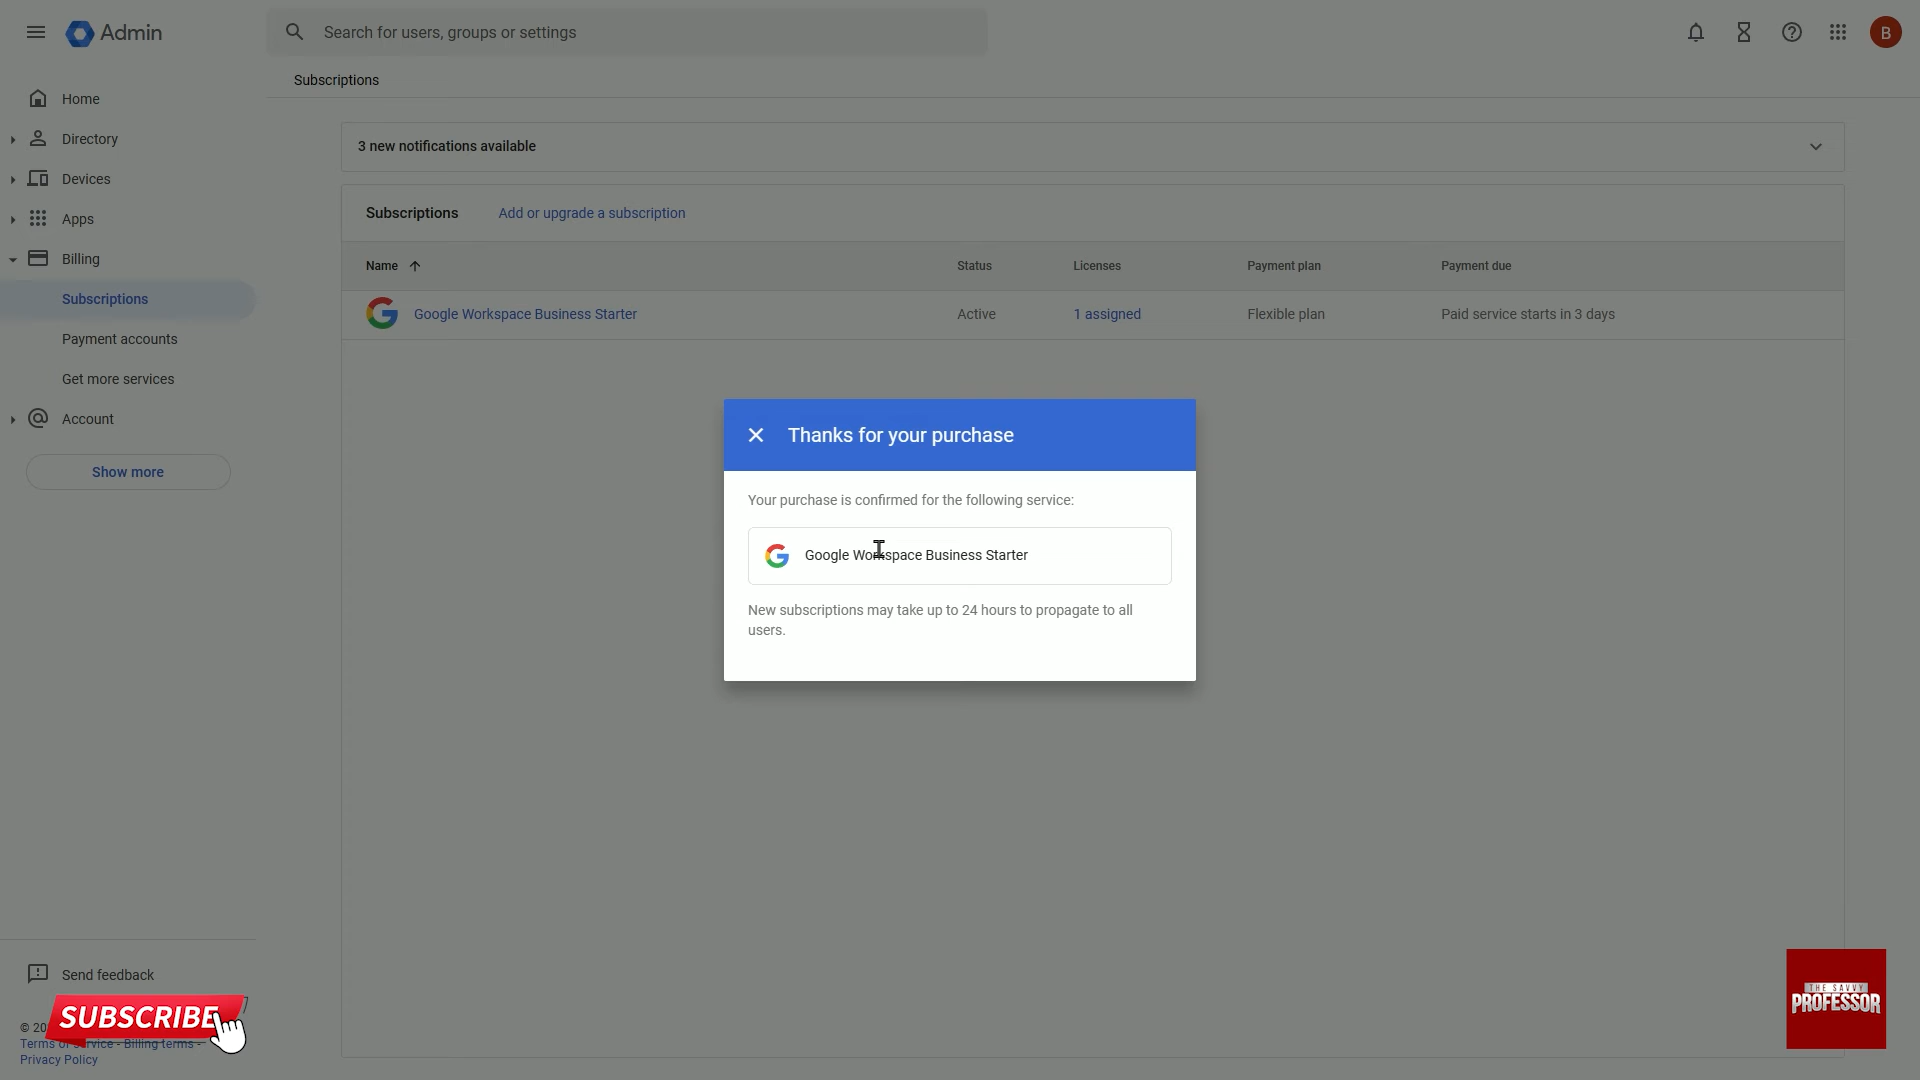 Admin
Search for users, groups or settings
B
Subscriptions
Home
Directory
Devices
Apps
Billing
Subscriptions
Payment accounts
Get more services
Account
Show more
3 new notifications available
Subscriptions
Add or upgrade a subscription
Name
Status
Licenses
Payment plan
Payment due
Google Workspace Business Starter
Active
1 assigned
Flexible plan
Paid service starts in 3 days
Thanks for your purchase
Your purchase is confirmed for the following service:
Google Workspace Business Starter
New subscriptions may take up to 24 hours to propagate to all
users.
Send feedback
SUBSCRIBE
©
Terms of service - Billing terms -
Privacy Policy
THE SAVVY
PROFESSOR